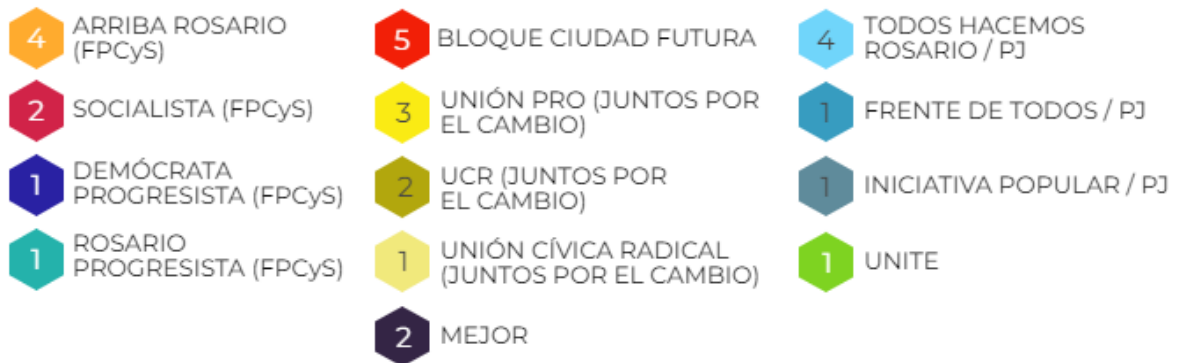 4 ARRIBA ROSARIO
(FPCyS)
2 SOCIALISTA (FPCyS)
1 DEMÓCRATA
PROGRESISTA (FPCyS)
1 ROSARIO
PROGRESISTA (FPCyS)
5 BLOQUE CIUDAD FUTURA
3 UNIÓN PRO (JUNTOS POR
EL CAMBIO)
2 UCR (JUNTOS POR
EL CAMBIO)
1 UNIÓN CÍVICA RADICAL
(JUNTOS POR EL CAMBIO)
2 MEJOR
4 TODOS HACEMOS
ROSARIO / PJ
1 FRENTE DE TODOS / PJ
1 INICIATIVA POPULAR / PJ
1 UNITE